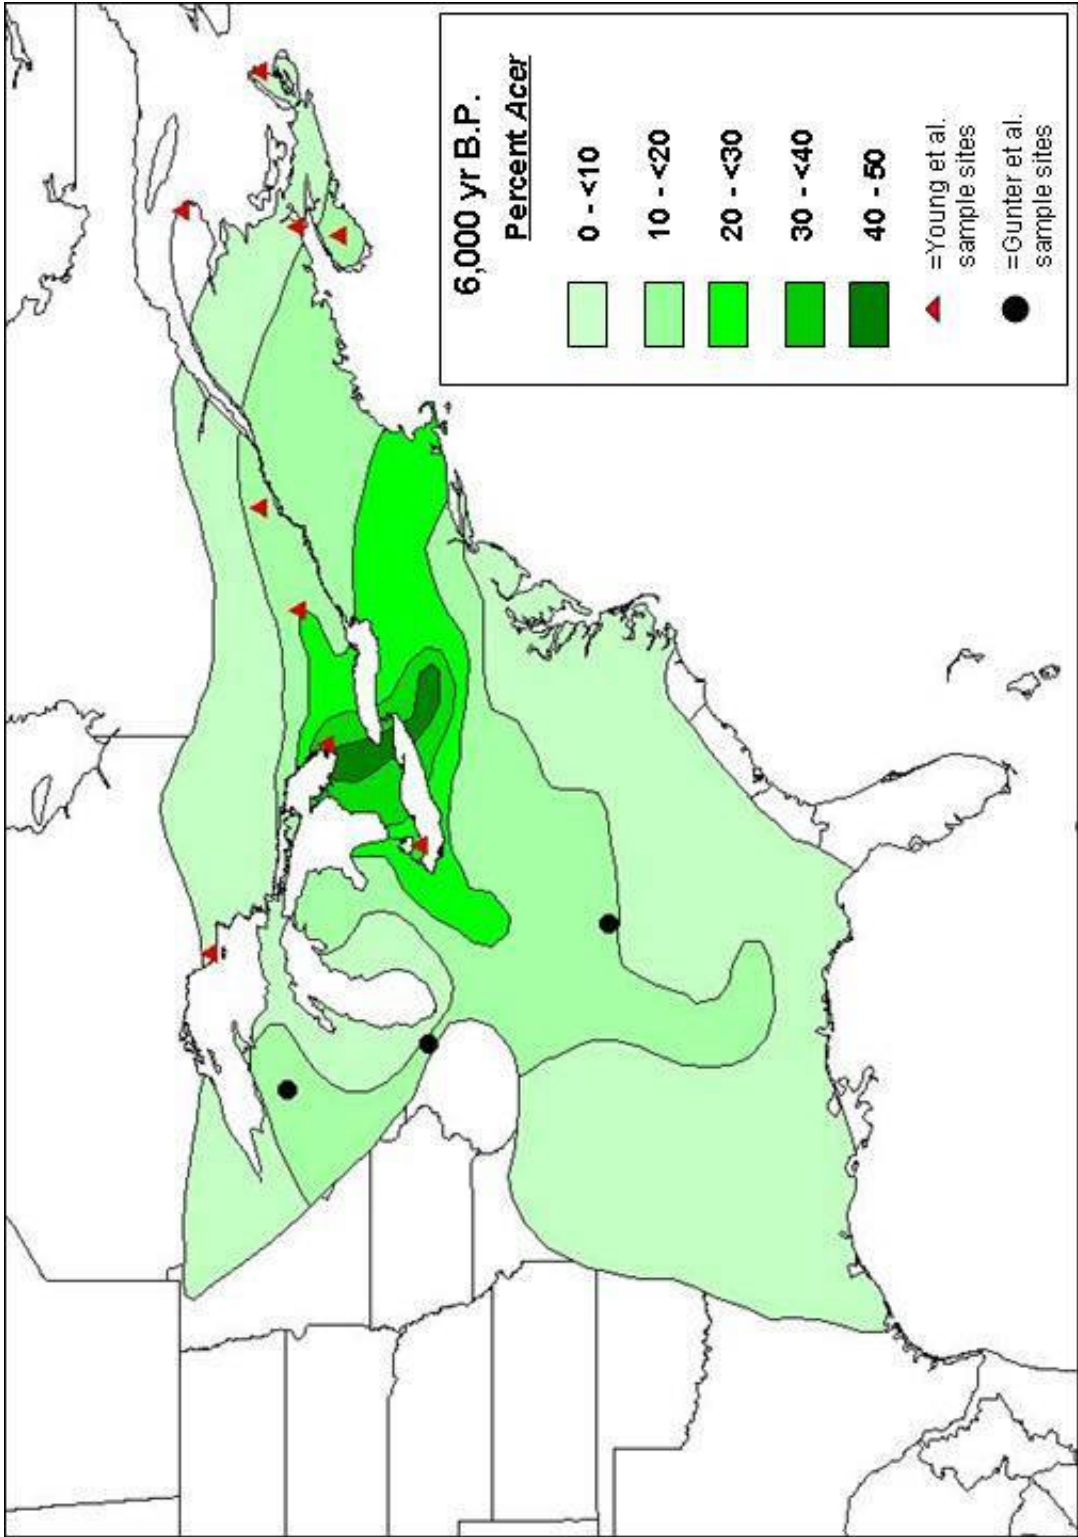 6,000 yr B.P.
Percent Acer
0 - <10
10 - <20
20 - <30
30 - <40
40 - 50
=Young et al.
sample sites
=Gunter et al.
sample sites